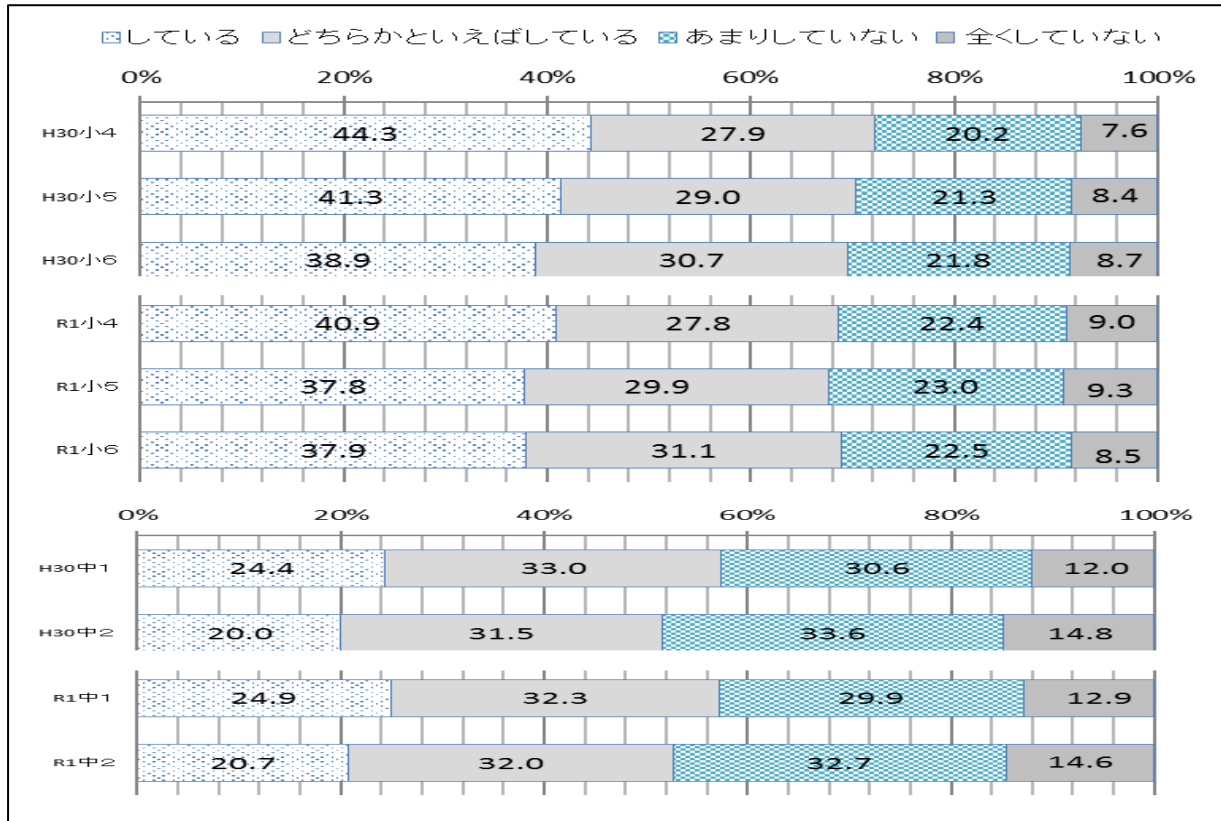 している どちらかといえばしている あまりしていない 全くしていない
0% 20% 40% 60% 80% 100%
H30小4 44.3 27.9 20.2 7.6
H30小5 41.3 29.0 21.3 8.4
H30小6 38.9 30.7 21.8 8.7
R1小4 40.9 27.8 22.4 9.0
R1小5 37.8 29.9 23.0 9.3
R1小6 37.9 31.1 22.5 8.5
0% 20% 40% 60% 80% 100%
H30中1 24.4 33.0 30.6 12.0
H30中2 20.0 31.5 33.6 14.8
R1中1 24.9 32.3 29.9 12.9
R1中2 20.7 32.0 32.7 14.6